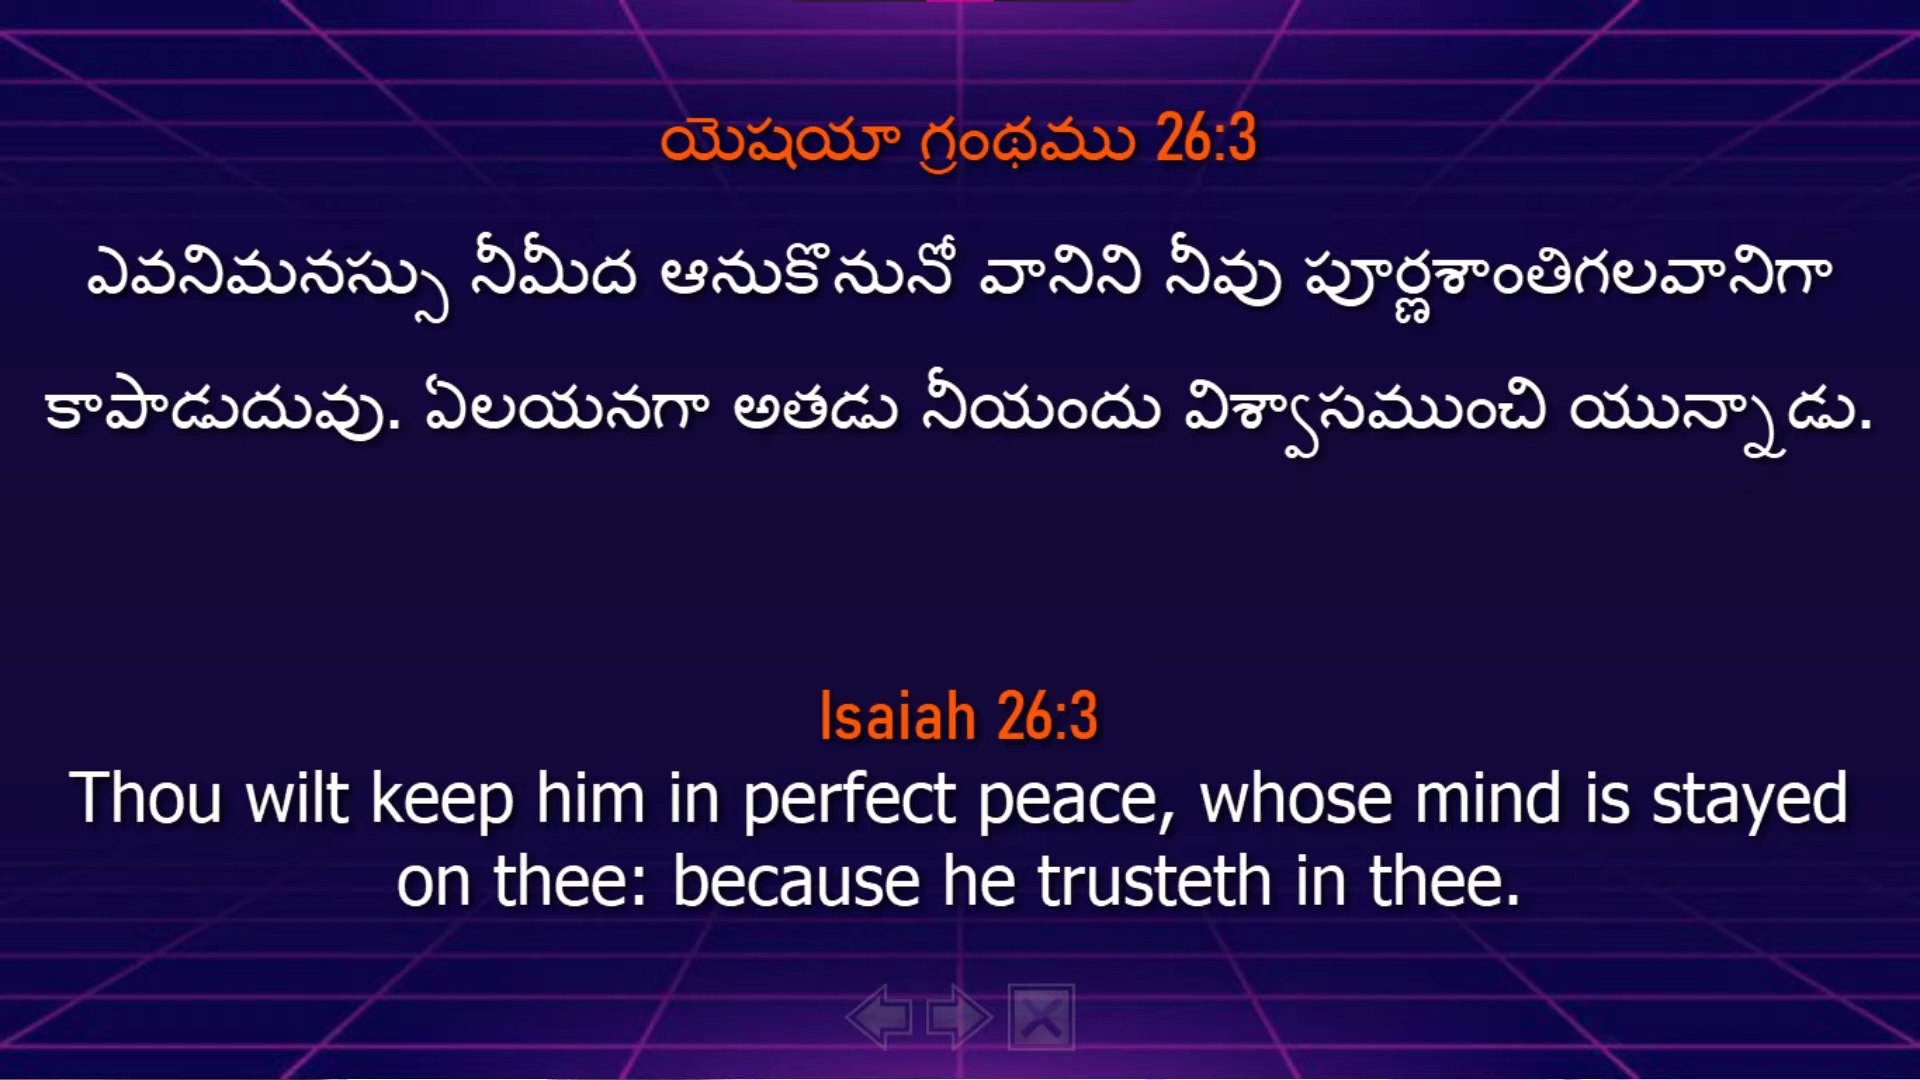 యెషయా గ్రంథము 26:3
ఎవనిమనస్సు నీమీద ఆనుకొనునో వానిని నీవు పూర్ణశాంతిగలవానిగా
కాపాడుదువు. ఏలయనగా అతడు నీయందు విశ్వాసముంచి యున్నాడు.
Isaiah 26:3
Thou wilt keep him in perfect peace, whose mind is stayed
on thee: because he trusteth in thee.